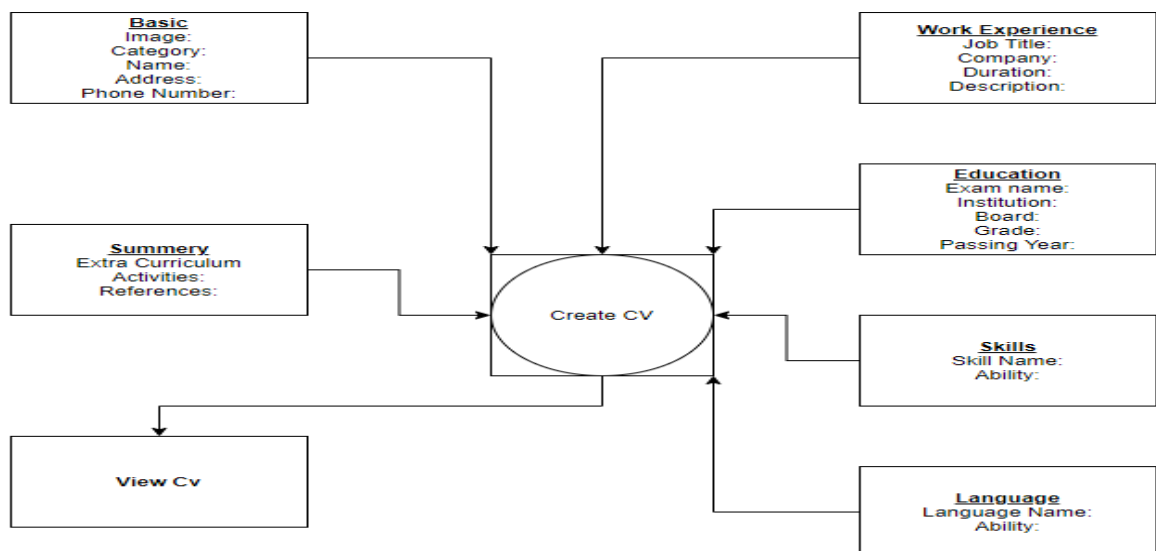 Basic
Image:
Category:
Name:
Address:
Phone Number:
Work Experience
Job Title:
Company:
Duration:
Description:
Education
Exam name:
Institution:
Board:
Grade:
Passing Year:
Summery
Extra Curriculum
Activities:
References:
Create CV
Skills
Skill Name:
Ability:
View Cv
Language
Language Name:
Ability: